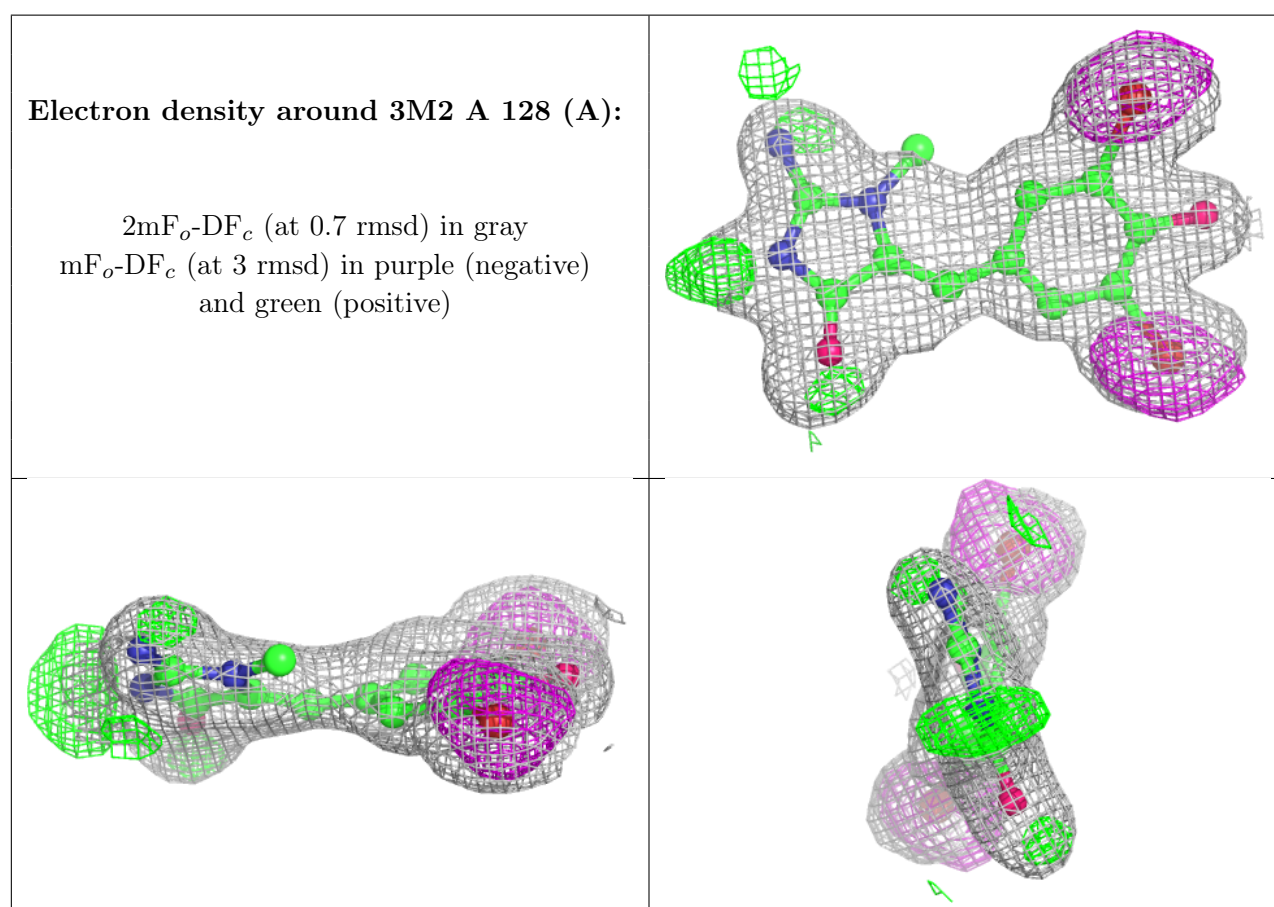 Electron density around 3M2 A 128 (A):
2mFo-DFc (at 0.7 rmsd) in gray
mFo-DFc (at 3 rmsd) in purple (negative)
and green (positive)